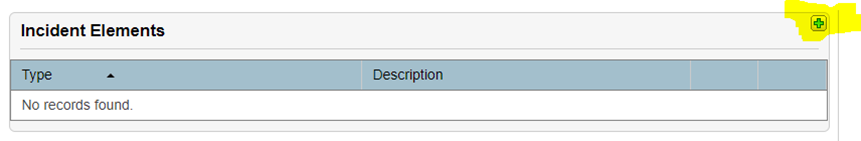 Incident Elements
Type Description
No records found.